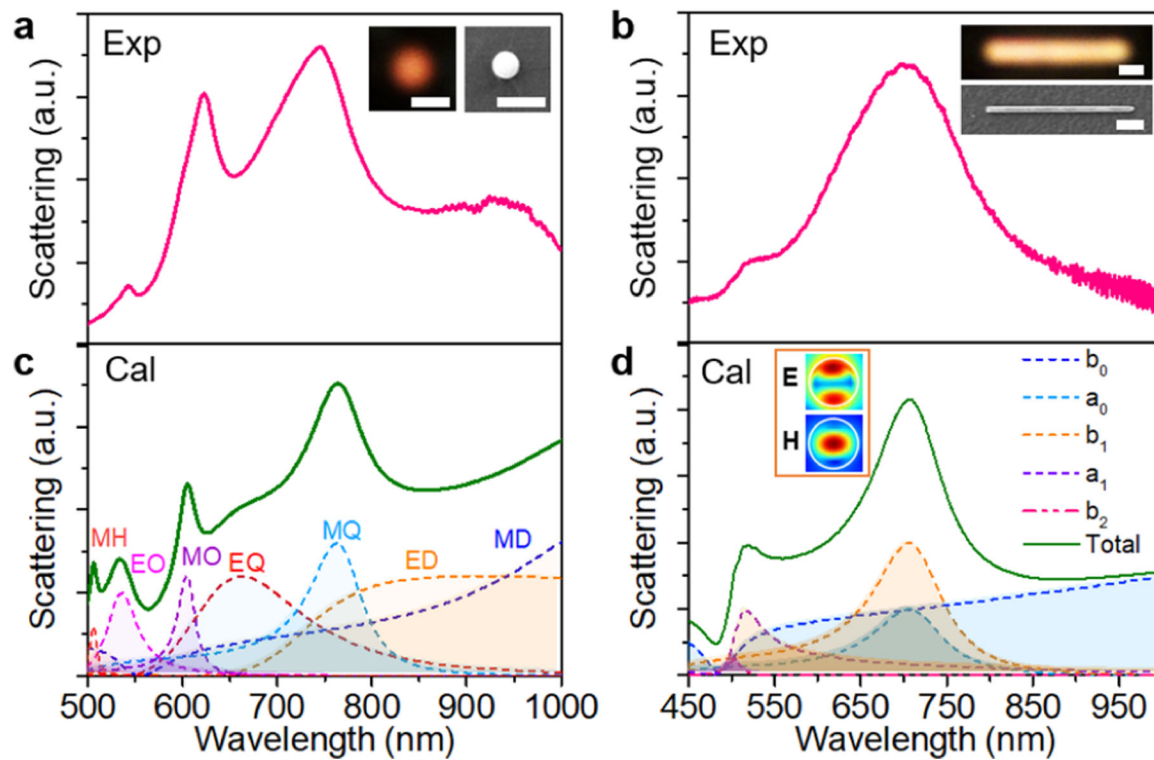 a Exp
Scattering (a.u.)
b Exp
Scattering (a.u.)
c Cal
Scattering (a.u.)
MH
EO
MO
EQ
MQ
ED
MD
500 600 700 800 900 1000
Wavelength (nm)
d Cal
Scattering (a.u.)
E
H
b₀
a₀
b₁
a₁
b₂
Total
450 550 650 750 850 950
Wavelength (nm)